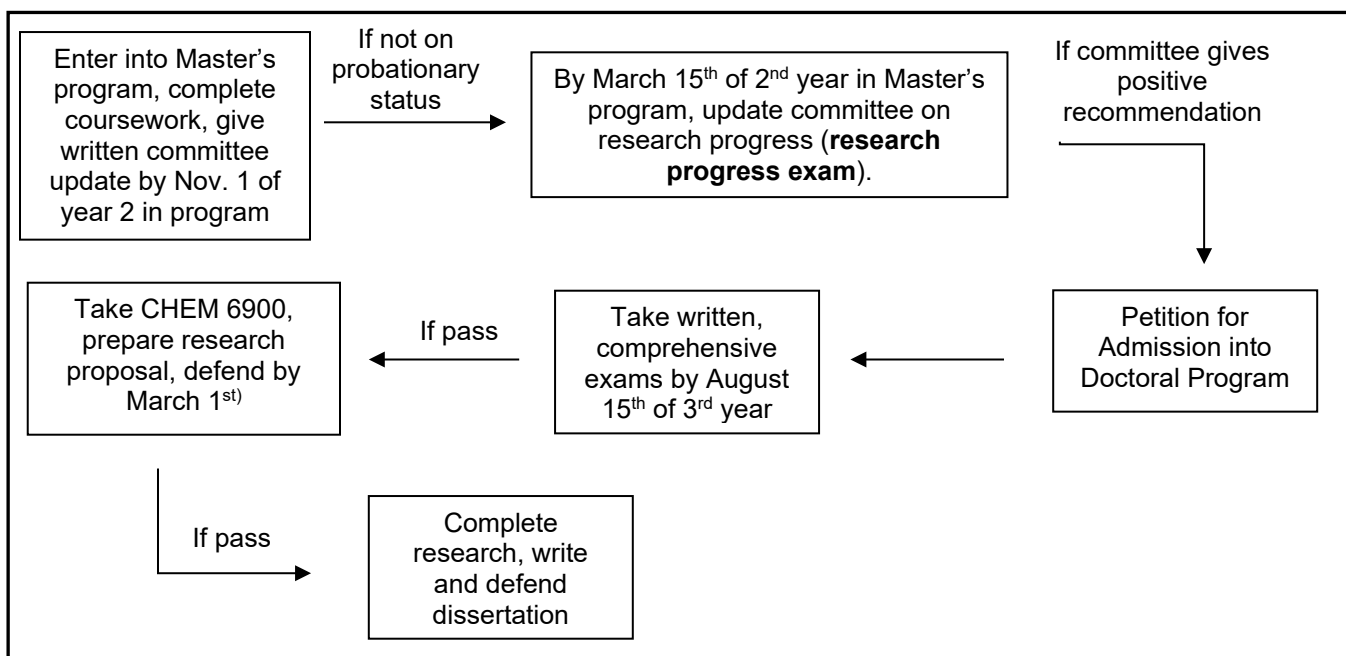 Enter into Master’s
program, complete
coursework, give
written committee
update by Nov. 1 of
year 2 in program
If not on
probationary
status
By March 15th of 2nd year in Master’s
program, update committee on
research progress (research
progress exam).
If committee gives
positive
recommendation
Petition for
Admission into
Doctoral Program
Take written,
comprehensive
exams by August
15th of 3rd year
If pass
Take CHEM 6900,
prepare research
proposal, defend by
March 1st)
If pass
Complete
research, write
and defend
dissertation